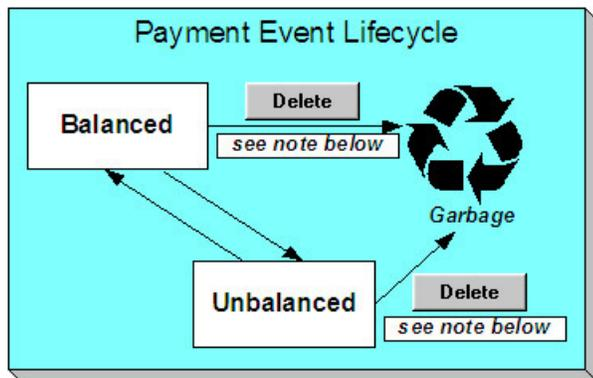 Payment Event Lifecycle
Delete
Balanced
see note below
Garbage
Unbalanced
Delete
see note below